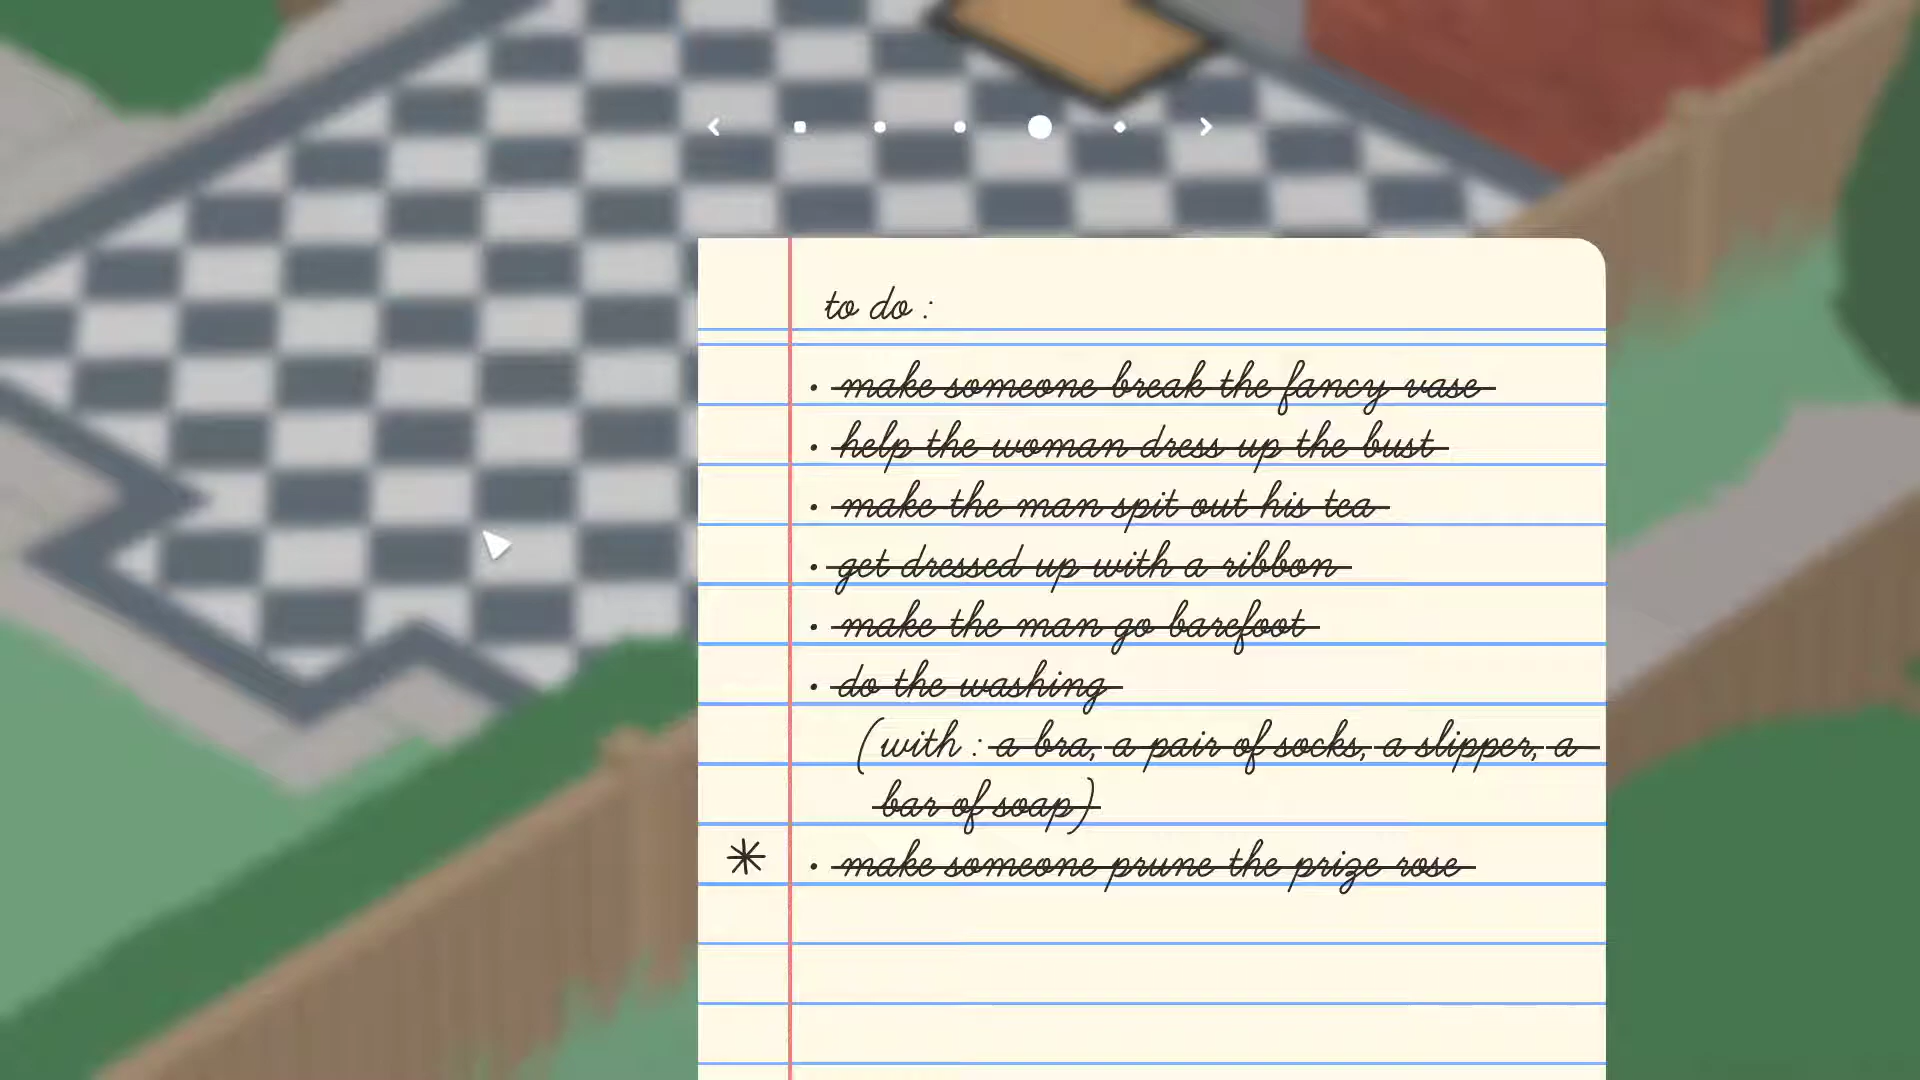 to do :
• make someone break the fancy vase
• help the woman dress up the bust
• make the man spit out his tea
• get dressed up with a ribbon
• make the man go barefoot
• do the washing
(with : a bra, a pair of socks, a slipper, a
bar of soap)
• make someone prune the prize rose